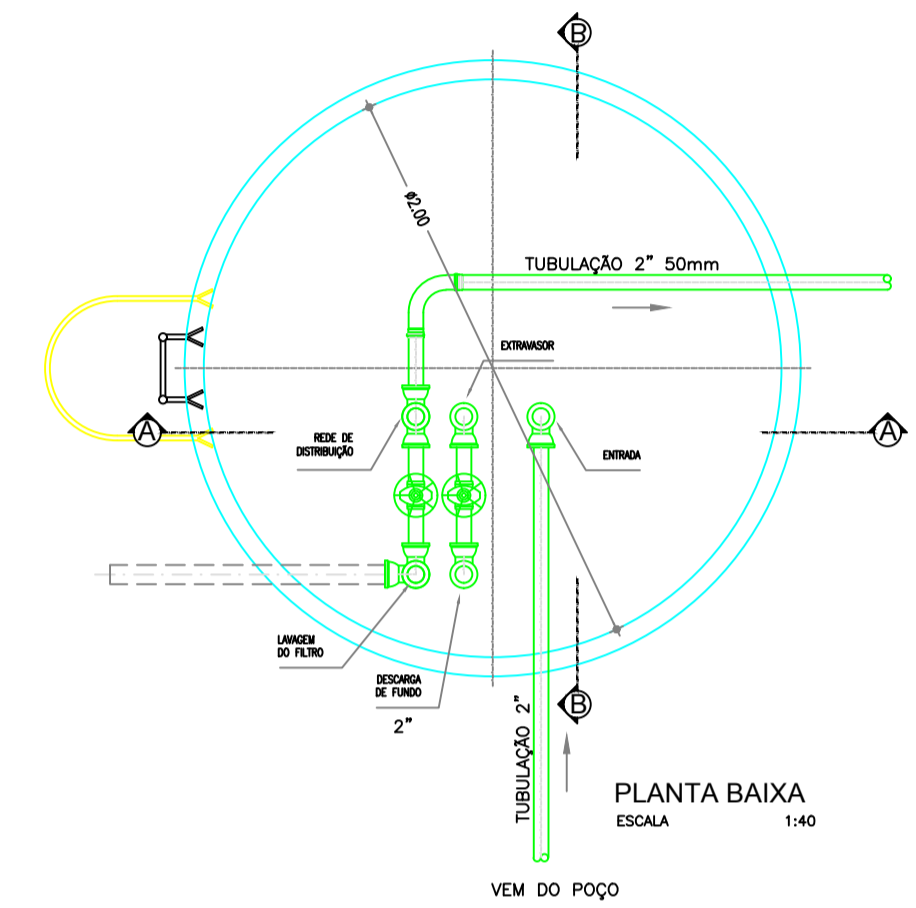 B
ø2.00
TUBULAÇÃO 2” 50mm
EXTRAVASOR
A
REDE DE
DISTRIBUIÇÃO
ENTRADA
A
LAVAGEM
DO FILTRO
DESCARGA
DE FUNDO
2”
TUBULAÇÃO 2”
B
PLANTA BAIXA
ESCALA 1:40
VEM DO POÇO